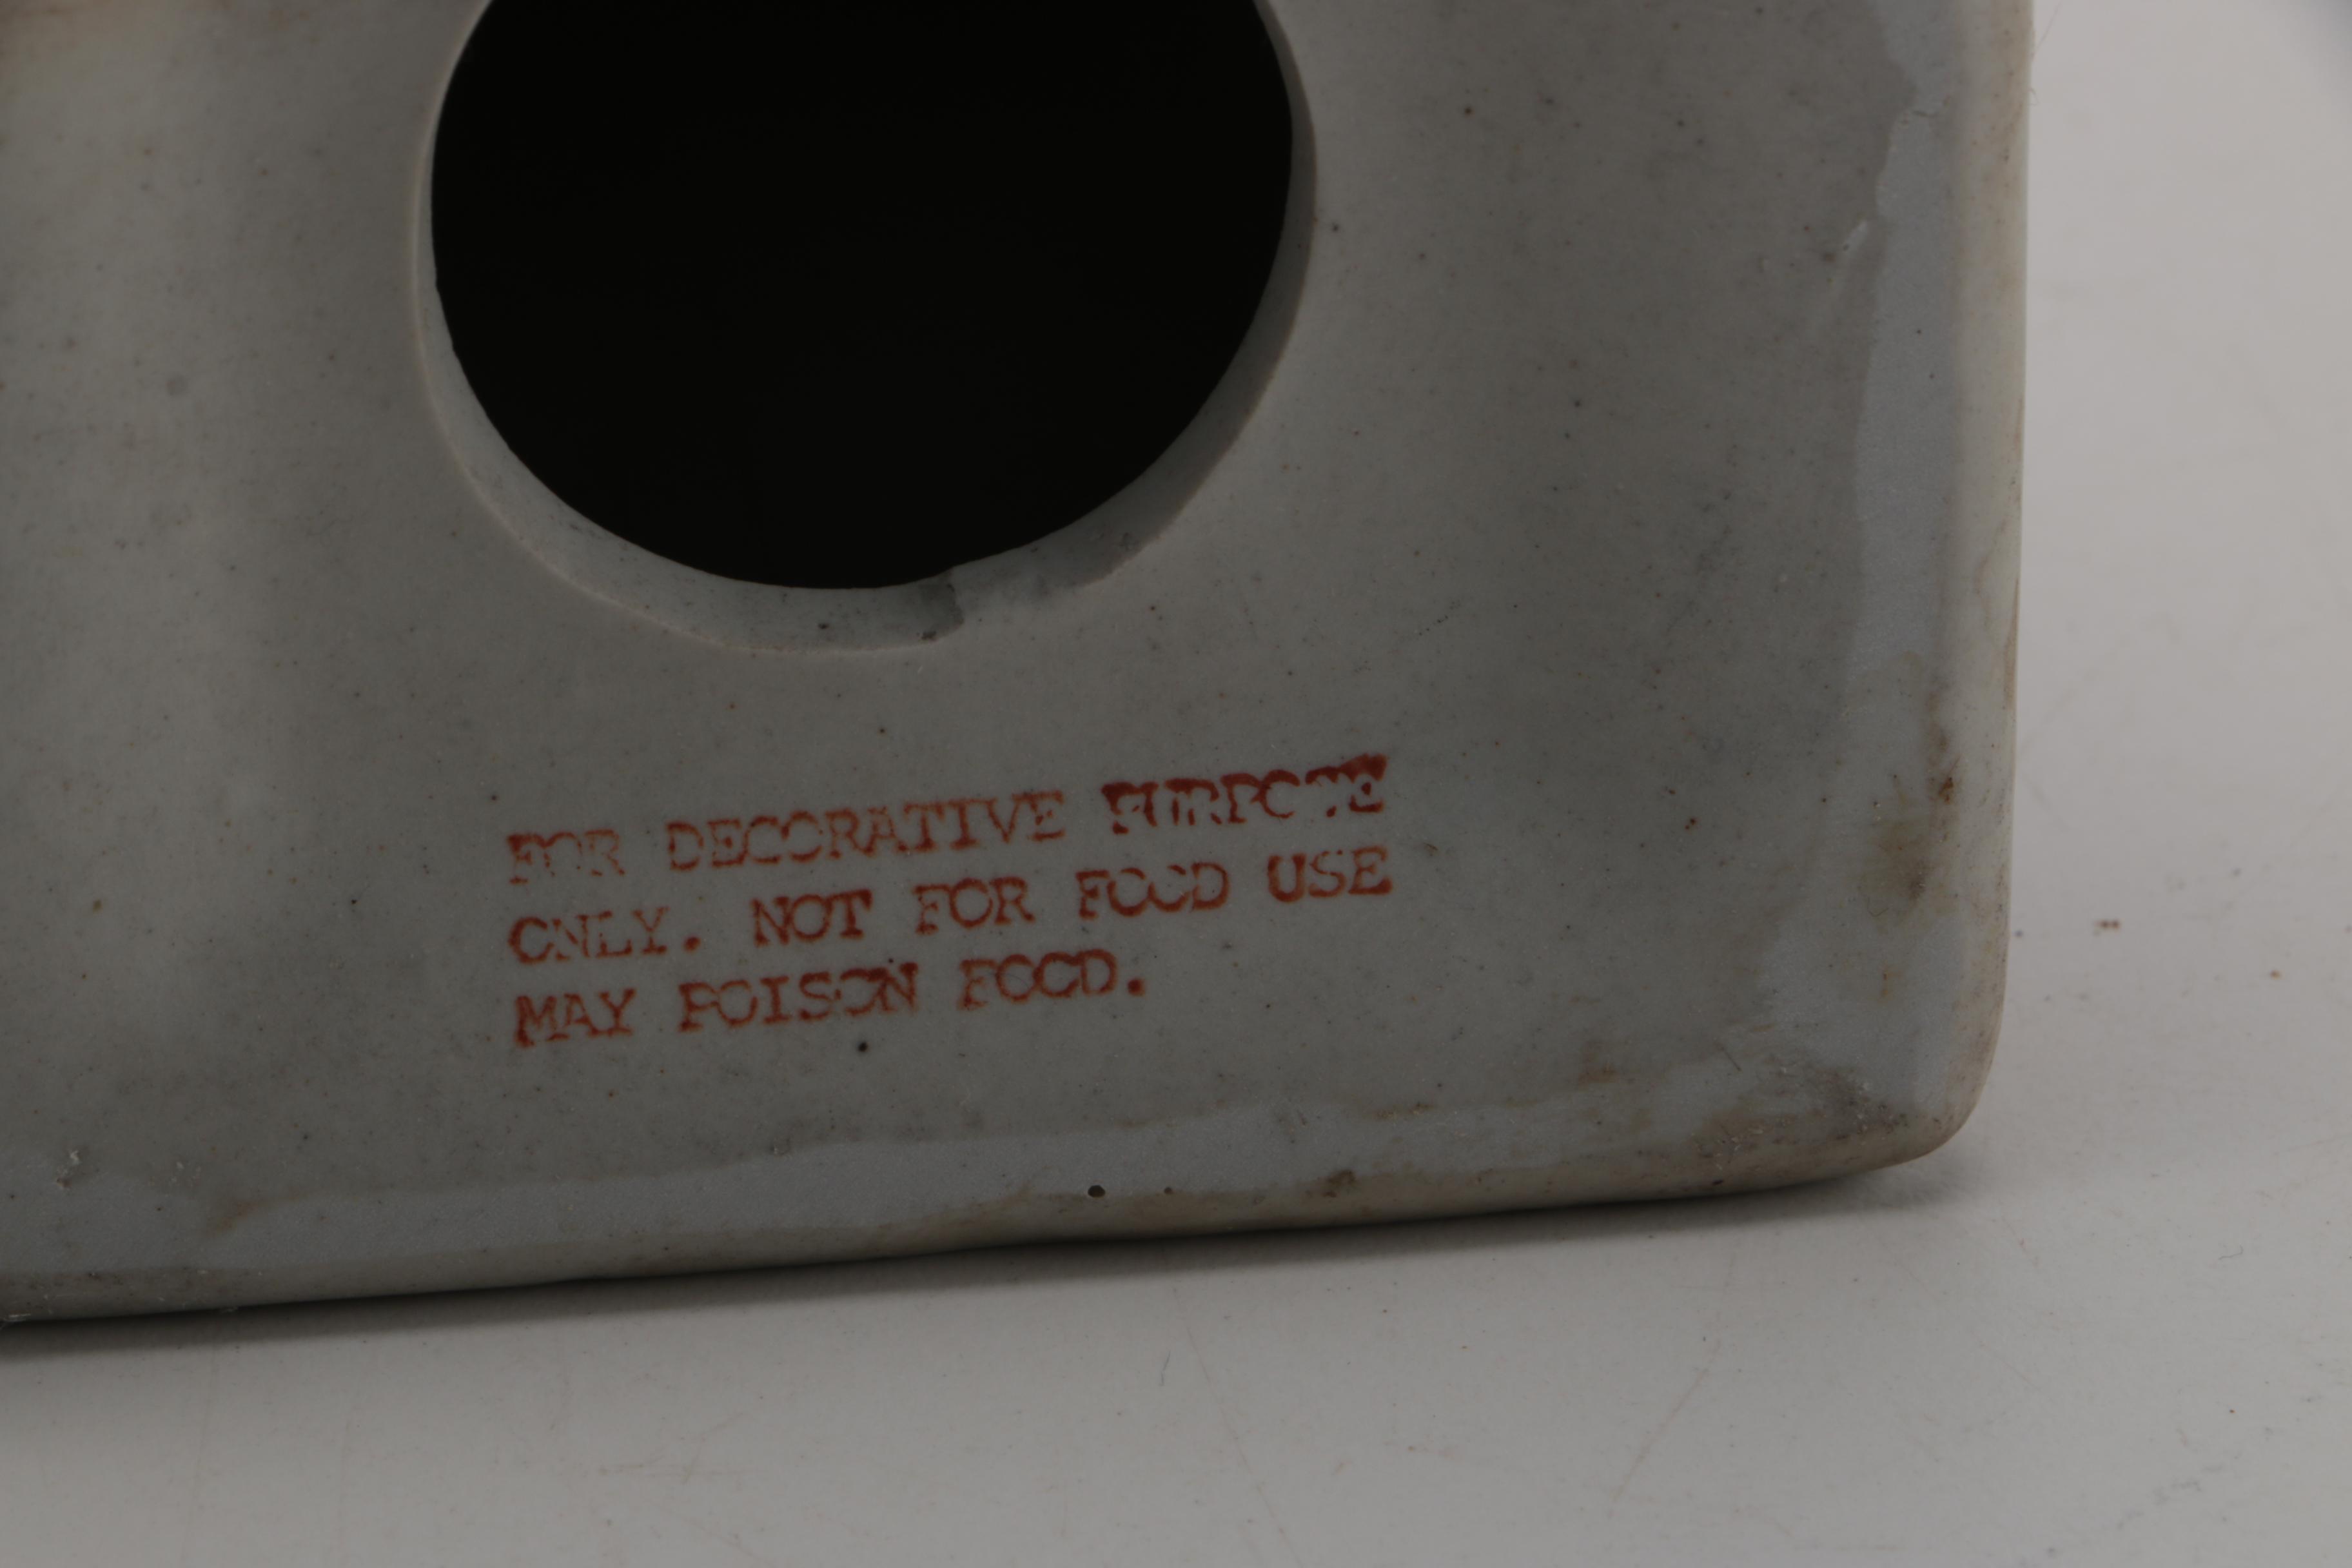 FOR DECORATIVE PURPOSE
ONLY. NOT FOR FOOD USE
MAY POISON FOOD.